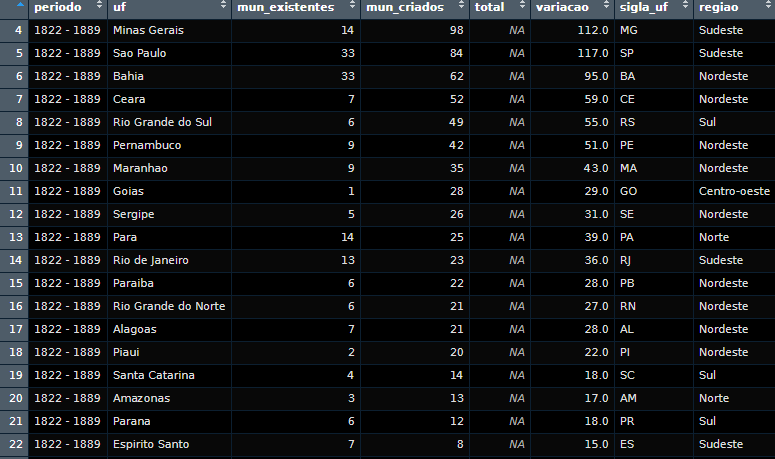 periodo uf mun_existentes mun_criados total variacao sigla_uf regiao
4 1822 - 1889 Minas Gerais 14 98 NA 112.0 MG Sudeste
5 1822 - 1889 Sao Paulo 33 84 NA 117.0 SP Sudeste
6 1822 - 1889 Bahia 33 62 NA 95.0 BA Nordeste
7 1822 - 1889 Ceara 7 52 NA 59.0 CE Nordeste
8 1822 - 1889 Rio Grande do Sul 6 49 NA 55.0 RS Sul
9 1822 - 1889 Pernambuco 9 42 NA 51.0 PE Nordeste
10 1822 - 1889 Maranhao 9 35 NA 43.0 MA Nordeste
11 1822 - 1889 Goias 1 28 NA 29.0 GO Centro-oeste
12 1822 - 1889 Sergipe 5 26 NA 31.0 SE Nordeste
13 1822 - 1889 Para 14 25 NA 39.0 PA Norte
14 1822 - 1889 Rio de Janeiro 13 23 NA 36.0 RJ Sudeste
15 1822 - 1889 Paraiba 6 22 NA 28.0 PB Nordeste
16 1822 - 1889 Rio Grande do Norte 6 21 NA 27.0 RN Nordeste
17 1822 - 1889 Alagoas 7 21 NA 28.0 AL Nordeste
18 1822 - 1889 Piaui 2 20 NA 22.0 PI Nordeste
19 1822 - 1889 Santa Catarina 4 14 NA 18.0 SC Sul
20 1822 - 1889 Amazonas 3 13 NA 17.0 AM Norte
21 1822 - 1889 Parana 6 12 NA 18.0 PR Sul
22 1822 - 1889 Espirito Santo 7 8 NA 15.0 ES Sudeste